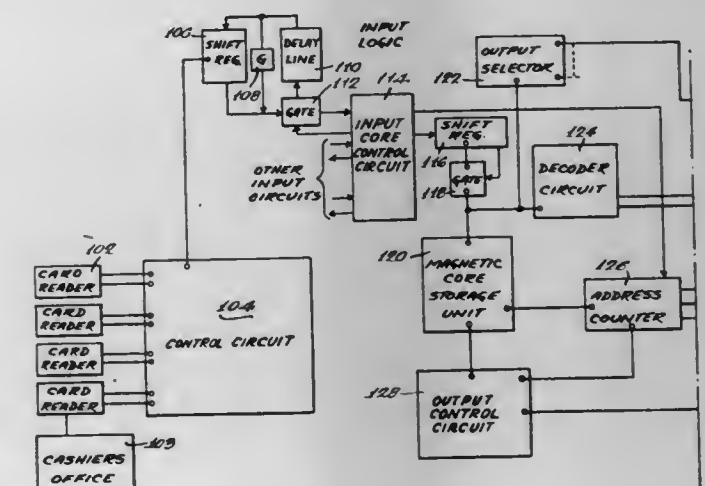 INPUT
LOGIC
106
SHIFT
REG.
G
108
DELAY
LINE
110
GATE
112
114
INPUT
CORE
CONTROL
CIRCUIT
OTHER
INPUT
CIRCUITS
SHIFT REG.
116
GATE
118
OUTPUT
SELECTOR
122
124
DECODER
CIRCUIT
102
CARD
READER
CARD
READER
CARD
READER
CARD
READER
104
CONTROL CIRCUIT
120
MAGNETIC
CORE
STORAGE
UNIT
126
ADDRESS
COUNTER
128
OUTPUT
CONTROL
CIRCUIT
103
CASHIERS
OFFICE